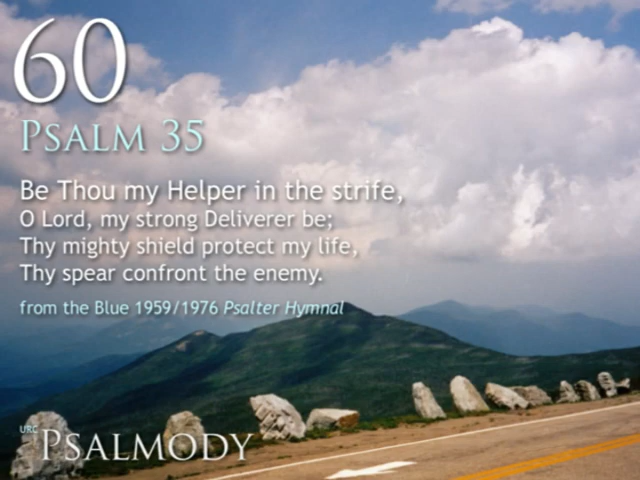 60
Psalm 35
Be Thou my Helper in the strife,
O Lord, my strong Deliverer be;
Thy mighty shield protect my life,
Thy spear confront the enemy.
from the Blue 1959/1976 Psalter Hymnal
URC Psalmody